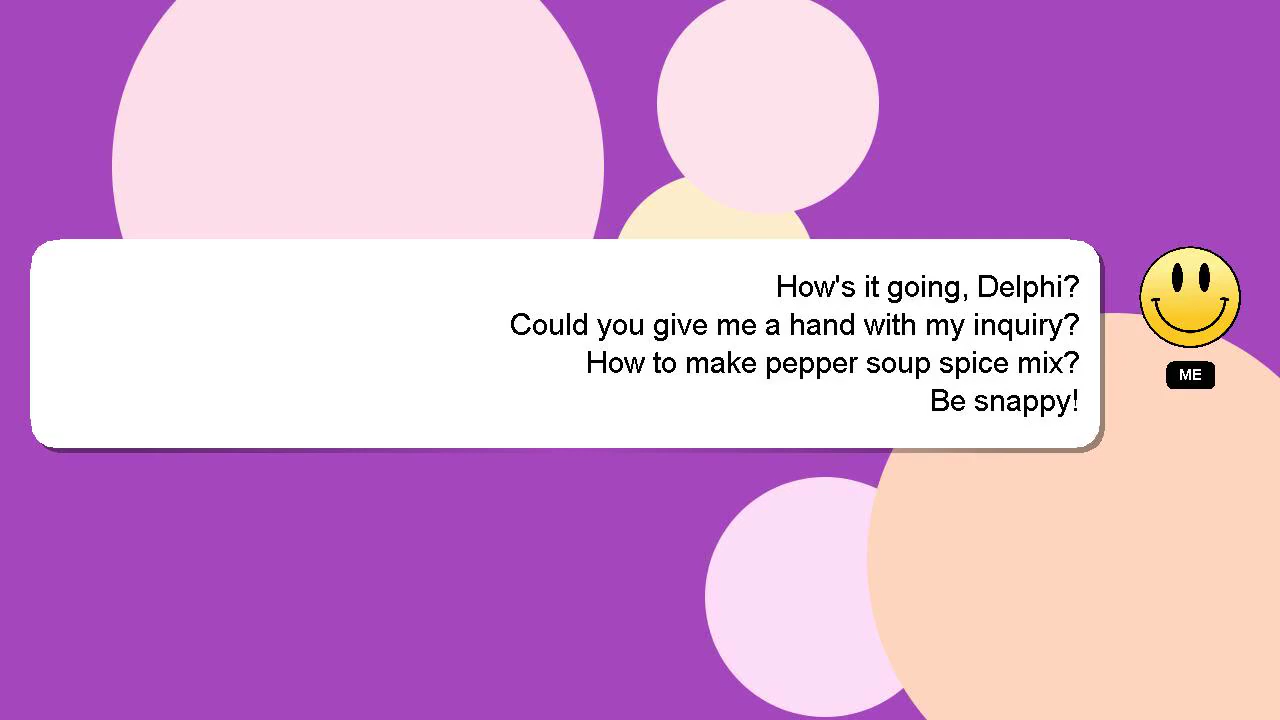 How's it going, Delphi?
Could you give me a hand with my inquiry?
How to make pepper soup spice mix?
Be snappy!
ME